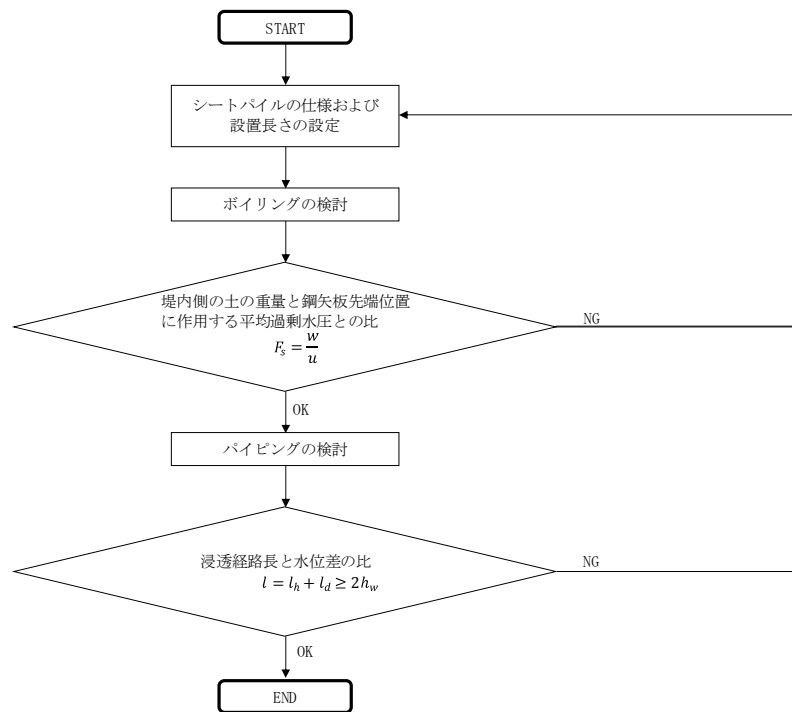 START
シートパイルの仕様および
設置長さの設定
ボイリングの検討
堤内側の土の重量と鋼矢板先端位置
に作用する平均過剰水圧との比
F_s = w/u
NG
OK
パイピングの検討
浸透経路長と水位差の比
l = l_h + l_d ≥ 2h_w
NG
OK
END